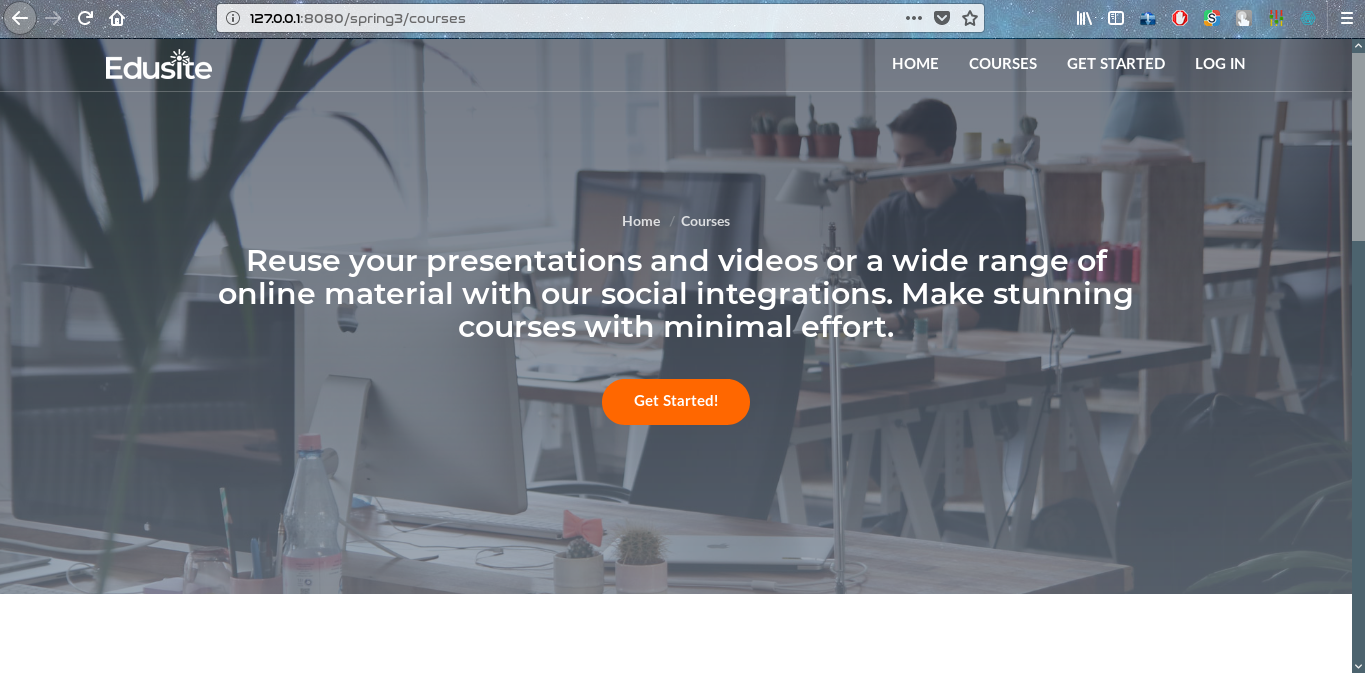 127.0.0.1:8080/spring3/courses
Edusite
HOME COURSES GET STARTED LOG IN
Home / Courses
Reuse your presentations and videos or a wide range of
online material with our social integrations. Make stunning
courses with minimal effort.
Get Started!